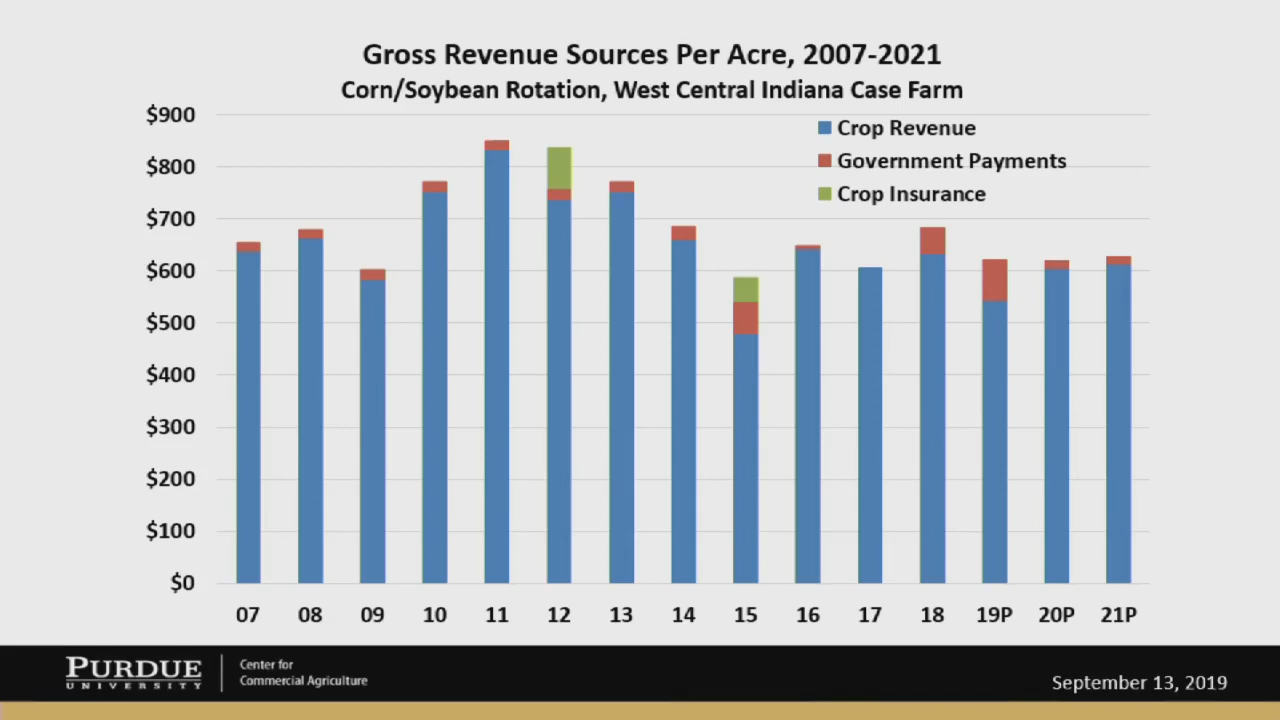 Gross Revenue Sources Per Acre, 2007-2021
Corn/Soybean Rotation, West Central Indiana Case Farm
$900
$800
$700
$600
$500
$400
$300
$200
$100
$0
Crop Revenue
Government Payments
Crop Insurance
07 08 09 10 11 12 13 14 15 16 17 18 19P 20P 21P
PURDUE
UNIVERSITY
Center for
Commercial Agriculture
September 13, 2019